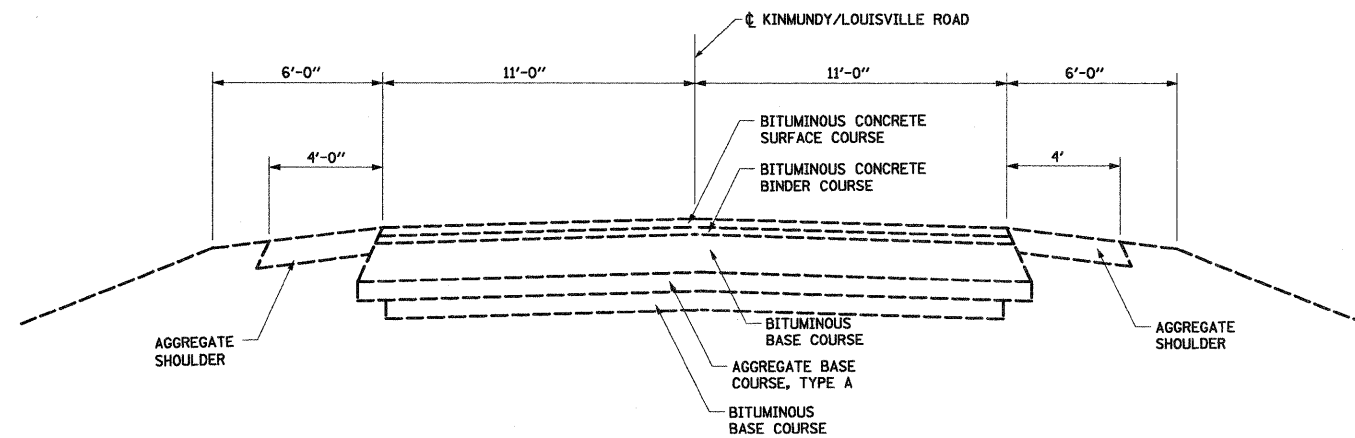 ℄ KINMUNDY/LOUISVILLE ROAD
6'-0"
11'-0"
11'-0"
6'-0"
BITUMINOUS CONCRETE
SURFACE COURSE
4'-0"
4'
BITUMINOUS CONCRETE
BINDER COURSE
AGGREGATE
SHOULDER
BITUMINOUS
BASE COURSE
AGGREGATE
SHOULDER
AGGREGATE BASE
COURSE, TYPE A
BITUMINOUS
BASE COURSE